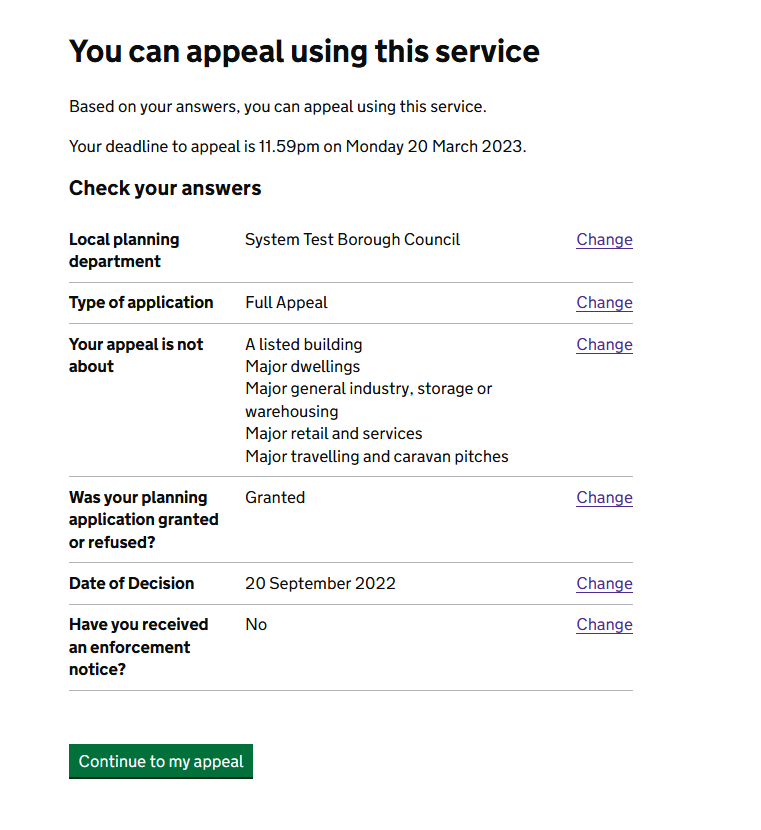 You can appeal using this service
Based on your answers, you can appeal using this service.
Your deadline to appeal is 11.59pm on Monday 20 March 2023.
Check your answers
Local planning department
System Test Borough Council
Change
Type of application
Full Appeal
Change
Your appeal is not about
A listed building
Major dwellings
Major general industry, storage or
warehousing
Major retail and services
Major travelling and caravan pitches
Change
Was your planning
application granted
or refused?
Granted
Change
Date of Decision
20 September 2022
Change
Have you received
an enforcement
notice?
No
Change
Continue to my appeal